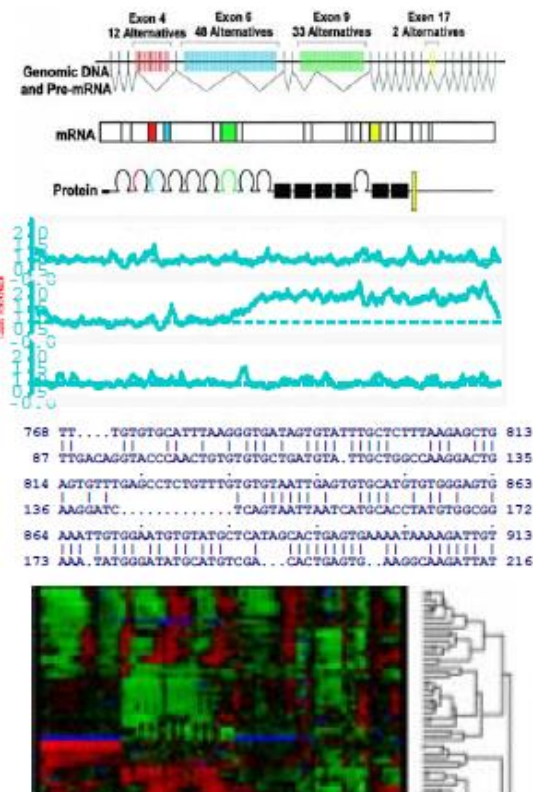 Exon 4 Exon 6 Exon 9 Exon 17
12 Alternatives 48 Alternatives 33 Alternatives 2 Alternatives
Genomic DNA
and Pre-mRNA
mRNA
Protein
768 TT....TGTGTGCATTTAAGGGTGATAGTGTATTTGCTCTTTAAGAGCTG 813
87 TTGACAGGTACCCAACTGTGTGTGCTGATGTA.TTGCTGGCCAAGGACTG 135
814 AGTGTTTGAGCCTCTGTTTGTGTGTAATTGAGTGTGCATGTGTGGGAGTG 863
136 AAGGATC.............TCAGTAATTAATCATGCACCTATGTGGCGG 172
864 AAATTGTGGAATGTGTATGCTCATAGCACTGAGTGAAAATAAAAGATTGT 913
173 AAA.TATGGGATATGCATGTCGA...CACTGAGTG..AAGGCAAGATTAT 216